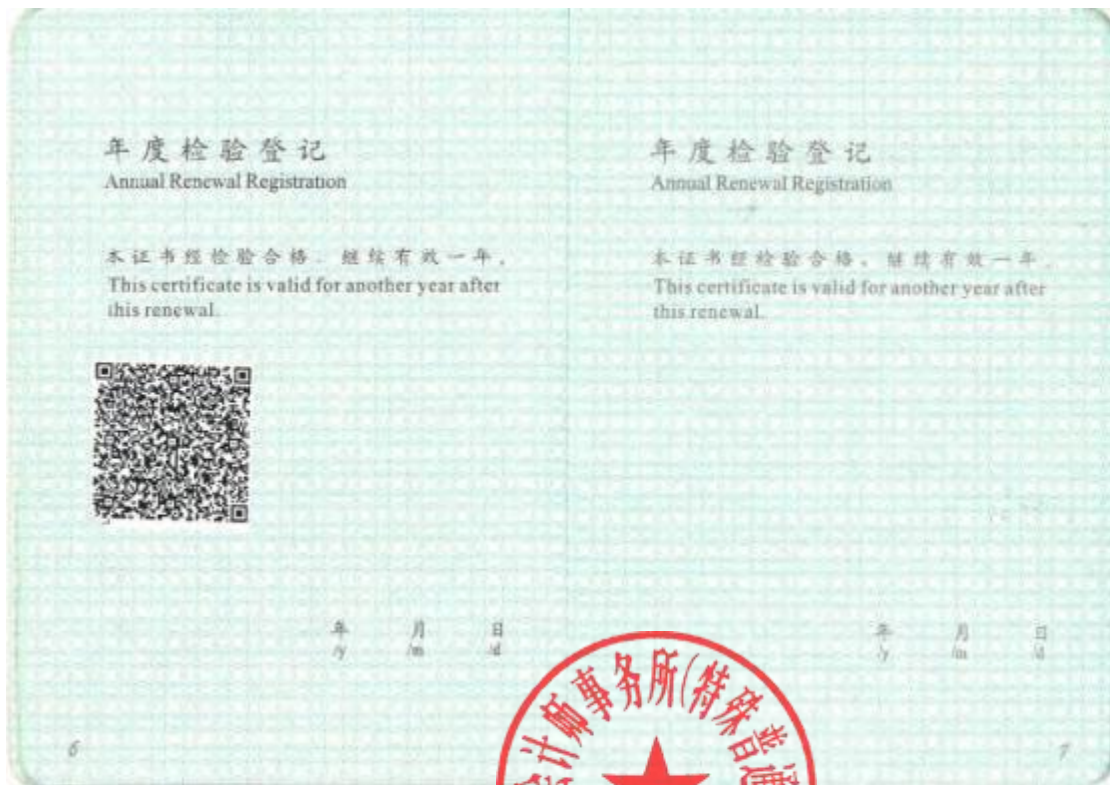 年度检验登记
Annual Renewal Registration
本证书经检验合格，继续有效一年。
This certificate is valid for another year after
this renewal.
年 月 日
/y /m /d
6
年度检验登记
Annual Renewal Registration
本证书经检验合格，继续有效一年。
This certificate is valid for another year after
this renewal.
年 月 日
/y /m /d
7
会计师事务所(特殊普通